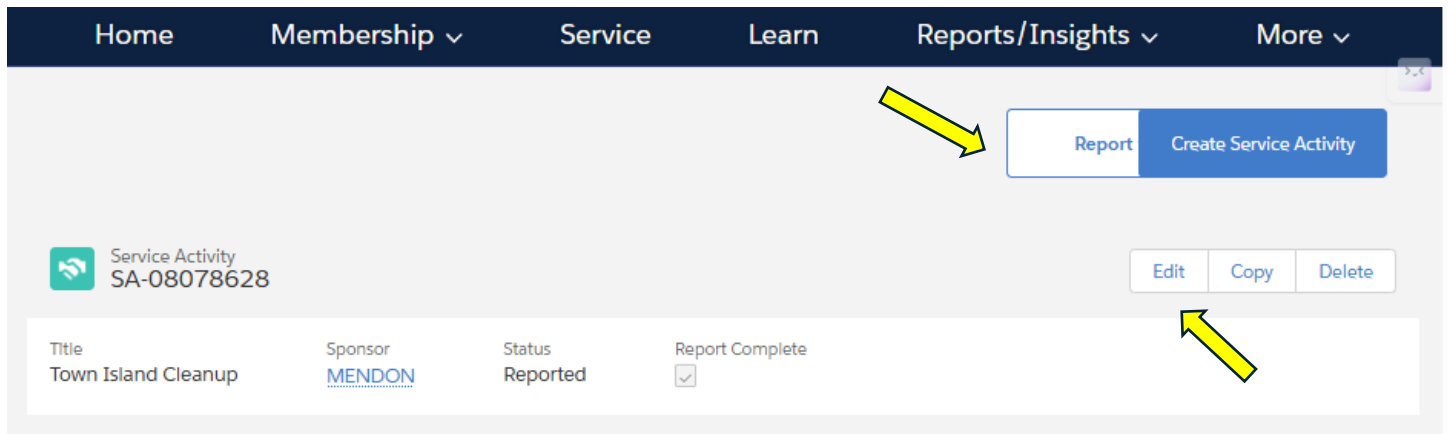 Home Membership Service Learn Reports/Insights More
Report Create Service Activity
Service Activity
SA-08078628
Edit Copy Delete
Title Sponsor Status Report Complete
Town Island Cleanup MENDON Reported